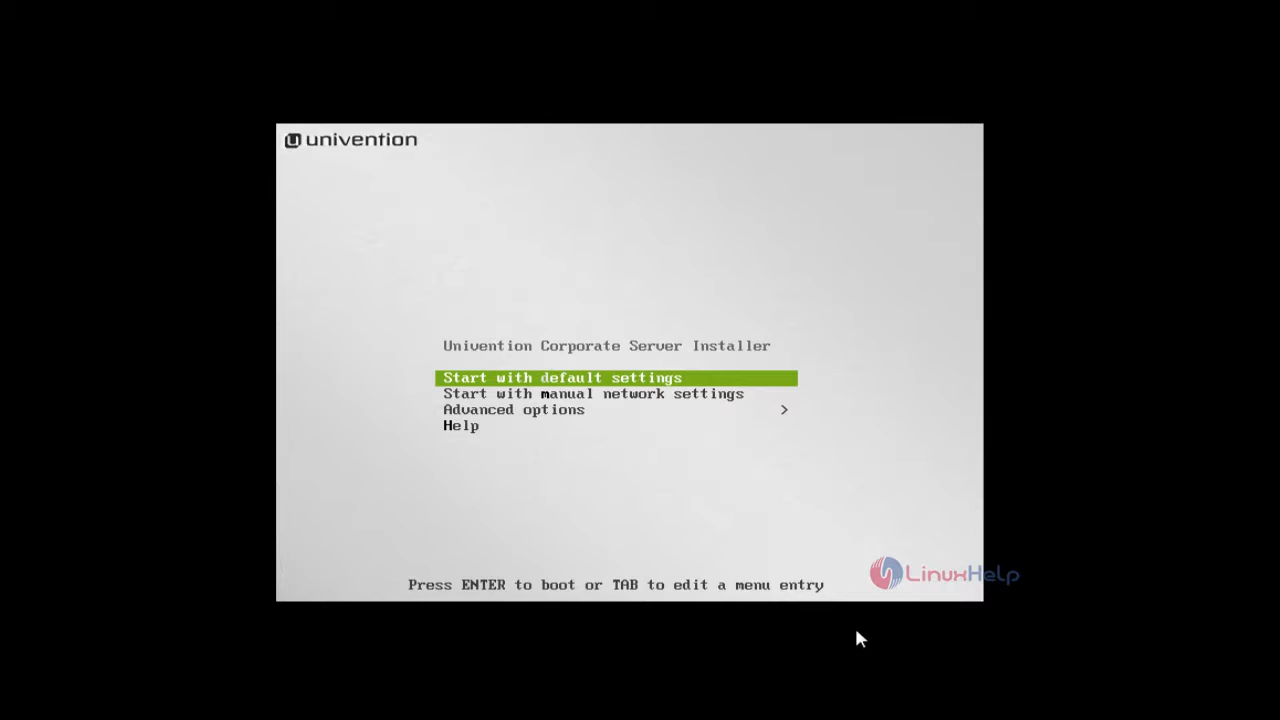 univention
Univention Corporate Server Installer
Start with default settings
Start with manual network settings
Advanced options >
Help
Press ENTER to boot or TAB to edit a menu entry
LinuxHelp